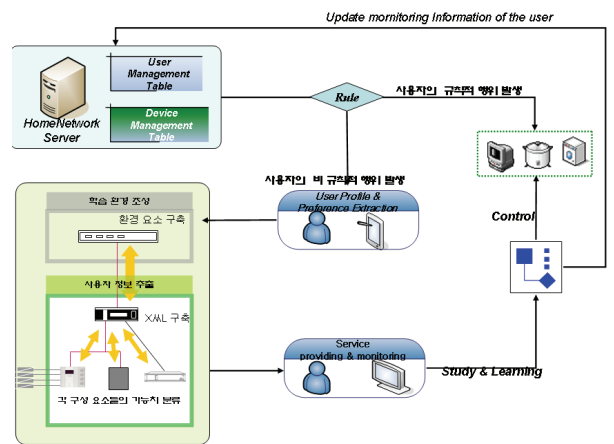 Update mornitoring Information of the user
User
Management
Table
Device
Management
Table
HomeNetwork
Server
Rule
사용자의 규칙적 행위 발생
사용자의 비 규칙적 행위 발생
User Profile &
Preference Extraction
학습 환경 조성
환경 요소 구축
사용자 정보 추출
XML 구축
각 구성 요소들의 기능처 분류
Control
Service
providing & monitoring
Study & Learning